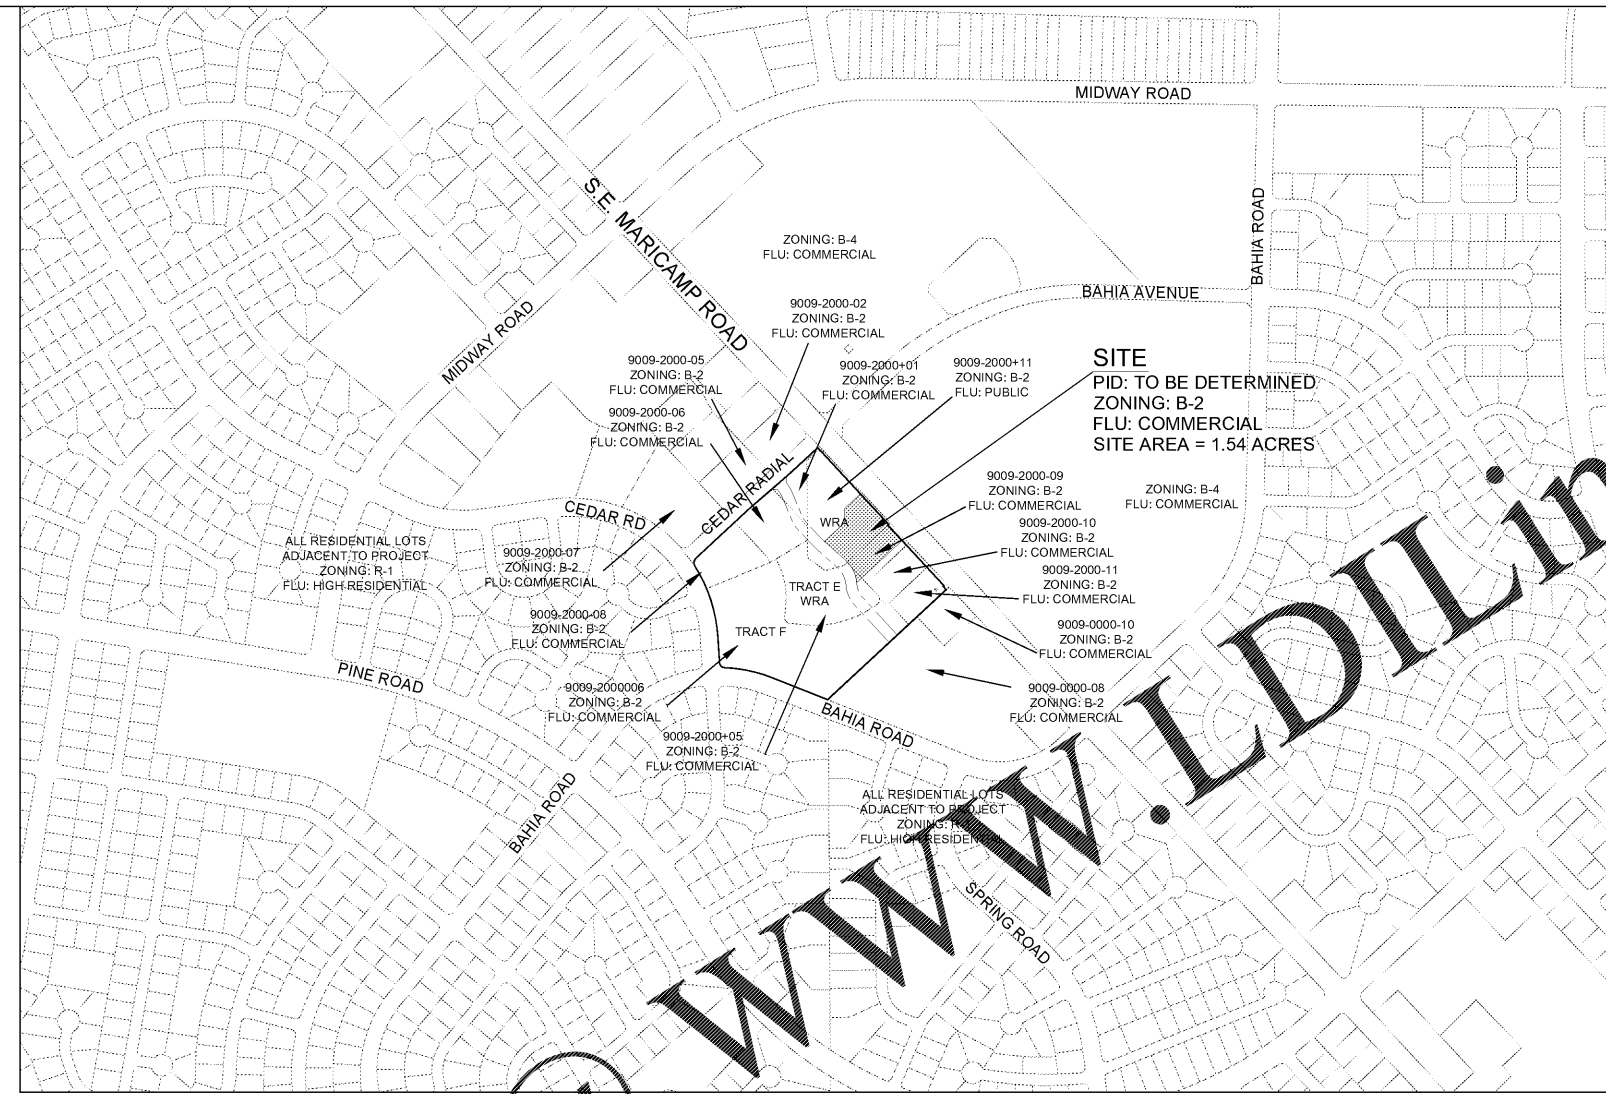 MIDWAY ROAD
S.E. MARICAMP ROAD
BAHIA ROAD
ZONING: B-4
FLU: COMMERCIAL
BAHIA AVENUE
MIDWAY ROAD
9009-2000-02
ZONING: B-2
FLU: COMMERCIAL
9009-2000-05
ZONING: B-2
FLU: COMMERCIAL
9009-2000+01
ZONING: B-2
FLU: COMMERCIAL
9009-2000+11
ZONING: B-2
FLU: PUBLIC
SITE
PID: TO BE DETERMINED
ZONING: B-2
FLU: COMMERCIAL
SITE AREA = 1.54 ACRES
9009-2000-06
ZONING: B-2
FLU: COMMERCIAL
CEDAR RADIAL
CEDAR RD
WRA
9009-2000-09
ZONING: B-2
FLU: COMMERCIAL
ZONING: B-4
FLU: COMMERCIAL
9009-2000-10
ZONING: B-2
FLU: COMMERCIAL
ALL RESIDENTIAL LOTS
ADJACENT TO PROJECT
ZONING: R-1
FLU: HIGH RESIDENTIAL
9009-2000-07
ZONING: B-2
FLU: COMMERCIAL
9009-2000-11
ZONING: B-2
FLU: COMMERCIAL
TRACT E
WRA
9009-2000-08
ZONING: B-2
FLU: COMMERCIAL
TRACT F
9009-0000-10
ZONING: B-2
FLU: COMMERCIAL
PINE ROAD
9009-2000006
ZONING: B-2
FLU: COMMERCIAL
9009-0000-08
ZONING: B-2
FLU: COMMERCIAL
BAHIA ROAD
9009-2000+05
ZONING: B-2
FLU: COMMERCIAL
BAHIA ROAD
ALL RESIDENTIAL LOTS
ADJACENT TO PROJECT
ZONING:
FLU: HIGH RESIDENTIAL
SPRING ROAD
www.LDILin